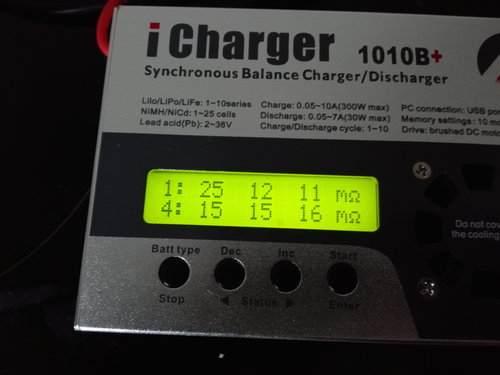 iCharger 1010B+
Synchronous Balance Charger/Discharger
LiIo/LiPo/LiFe: 1~10series Charge: 0.05~10A(300W max) PC connection: USB
NiMH/NiCd: 1~25 cells Discharge: 0.05~7A(30W max) Memory settings: 10
Lead acid(Pb): 2~36V Charge/Discharge cycle: 1~10 Drive: brushed DC
1: 25 12 11 mΩ
4: 15 15 16 mΩ
Do not
the cooling
Batt type Dec Inc Start
Stop ◀ Status ▶ Enter